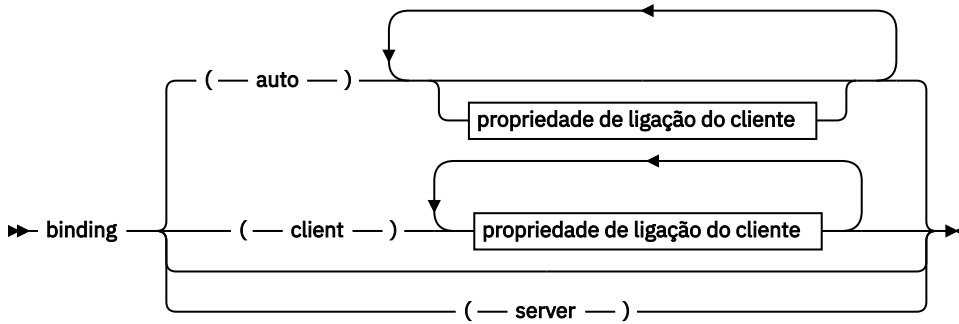 ( auto )
propriedade de ligação do cliente
binding ( client ) propriedade de ligação do cliente
( server )